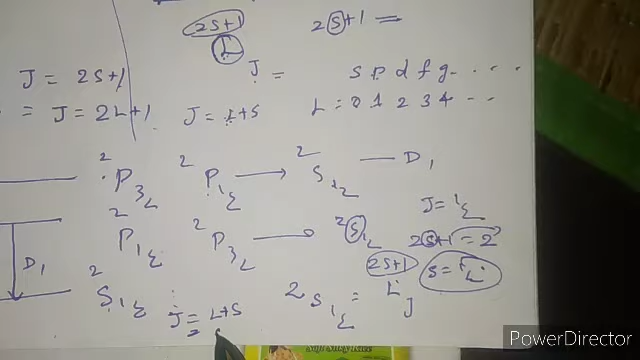 2S+1 2S+1 =
L J = s p d f g - . . . .
J = 2S+1
= J = 2L+1 J = L+S L = 0 1 2 3 4 - -
2P3/2 2P1/2 → 2S1/2 — D1
J = 1/2
2P1/2 2P3/2 → 2S1/2 2S+1 = 2
D1 2S+1 S = 1/2
2S1/2 J = L+S 2S1/2 = L J
PowerDirector